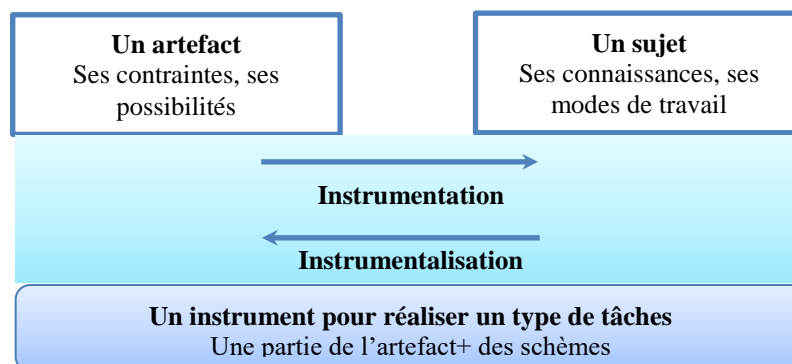 Un artefact
Ses contraintes, ses
possibilités
Un sujet
Ses connaissances, ses
modes de travail
Instrumentation
Instrumentalisation
Un instrument pour réaliser un type de tâches
Une partie de l'artefact+ des schèmes